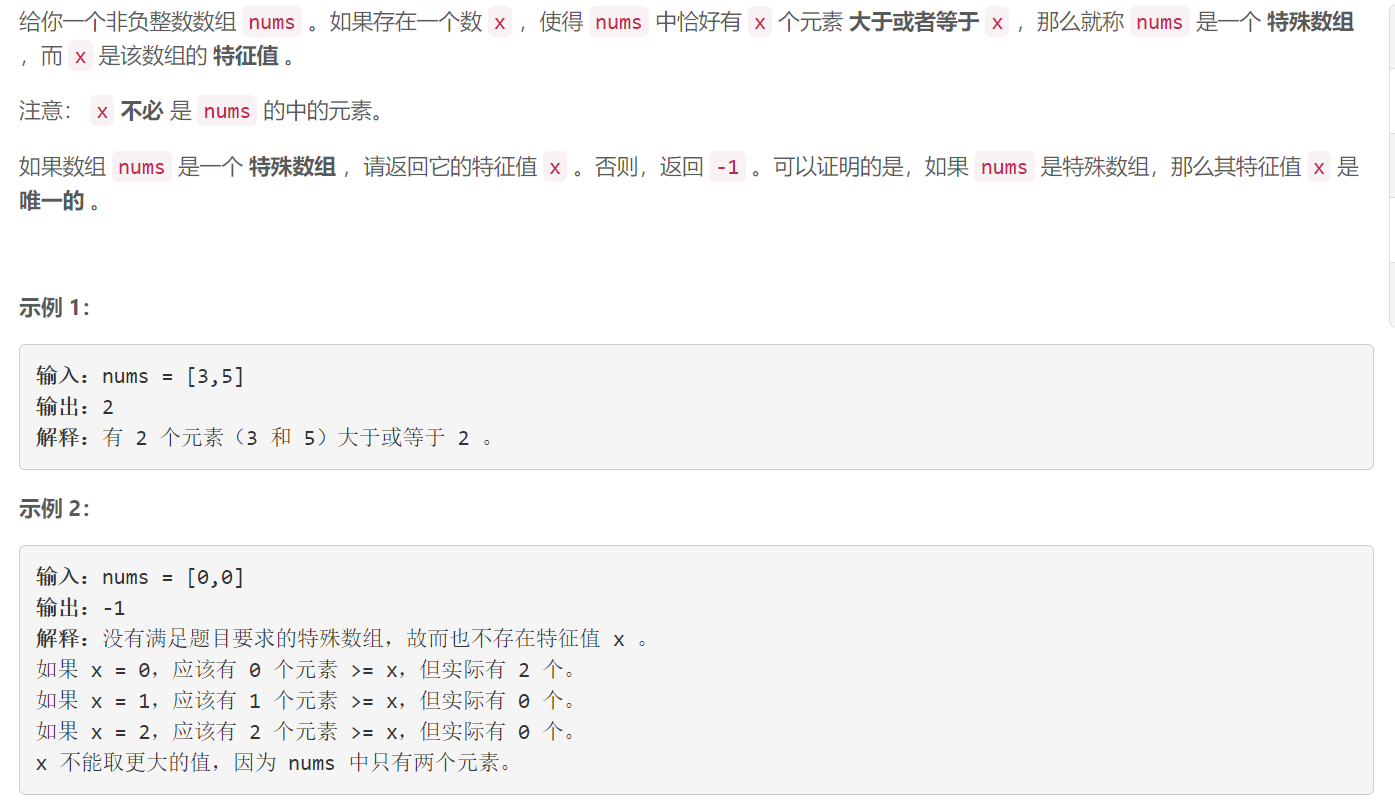 给你一个非负整数数组 nums 。如果存在一个数 x ，使得 nums 中恰好有 x 个元素 大于或者等于 x ，那么就称 nums 是一个 特殊数组
，而 x 是该数组的 特征值 。
注意： x 不必 是 nums 的中的元素。
如果数组 nums 是一个 特殊数组 ，请返回它的特征值 x 。否则，返回 -1 。可以证明的是，如果 nums 是特殊数组，那么其特征值 x 是
唯一的 。
示例 1：
输入：nums = [3,5]
输出：2
解释：有 2 个元素（3 和 5）大于或等于 2 。
示例 2：
输入：nums = [0,0]
输出：-1
解释：没有满足题目要求的特殊数组，故而也不存在特征值 x 。
如果 x = 0，应该有 0 个元素 >= x，但实际有 2 个。
如果 x = 1，应该有 1 个元素 >= x，但实际有 0 个。
如果 x = 2，应该有 2 个元素 >= x，但实际有 0 个。
x 不能取更大的值，因为 nums 中只有两个元素。